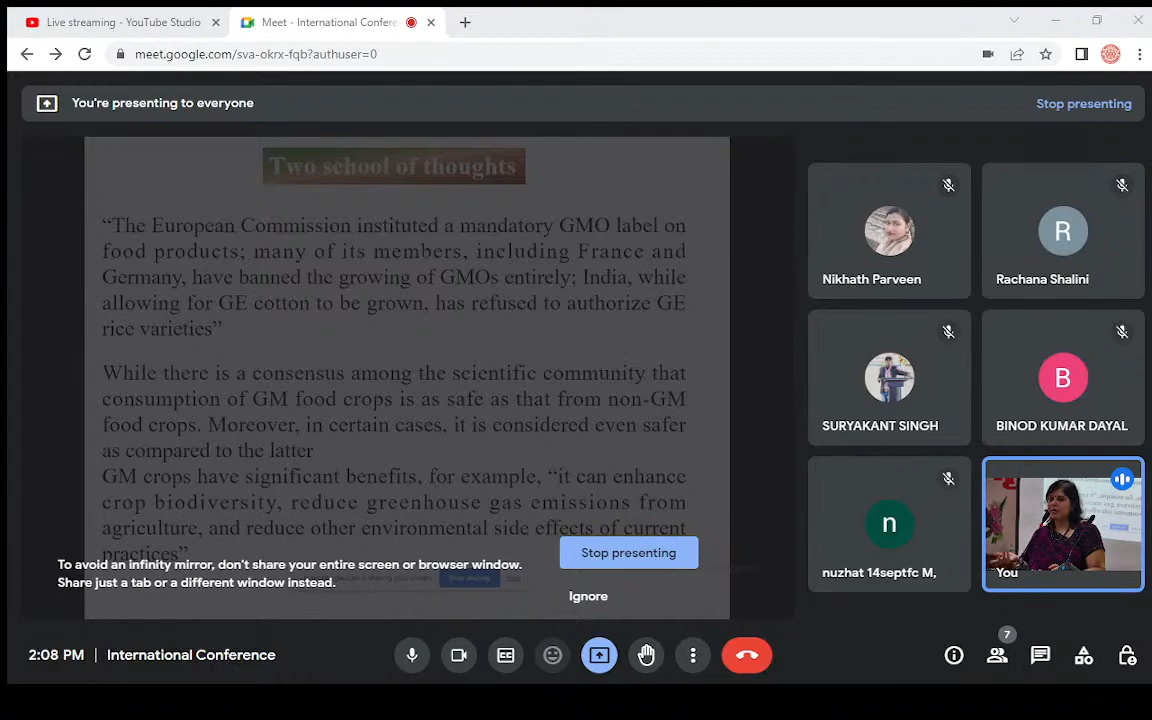 Live streaming - YouTube Studio
Meet - International Confere
meet.google.com/sva-okrx-fqb?authuser=0
You're presenting to everyone
Stop presenting
Two school of thoughts
“The European Commission instituted a mandatory GMO label on
food products; many of its members, including France and
Germany, have banned the growing of GMOs entirely; India, while
allowing for GE cotton to be grown, has refused to authorize GE
rice varieties”
While there is a consensus among the scientific community that
consumption of GM food crops is as safe as that from non-GM
food crops. Moreover, in certain cases, it is considered even safer
as compared to the latter
GM crops have significant benefits, for example, “it can enhance
crop biodiversity, reduce greenhouse gas emissions from
agriculture, and reduce other environmental side effects of current
practices”
To avoid an infinity mirror, don't share your entire screen or browser window.
Share just a tab or a different window instead.
Stop presenting
Ignore
Nikhath Parveen
R
Rachana Shalini
SURYAKANT SINGH
B
BINOD KUMAR DAYAL
n
nuzhat 14septfc M,
You
2:08 PM | International Conference
7